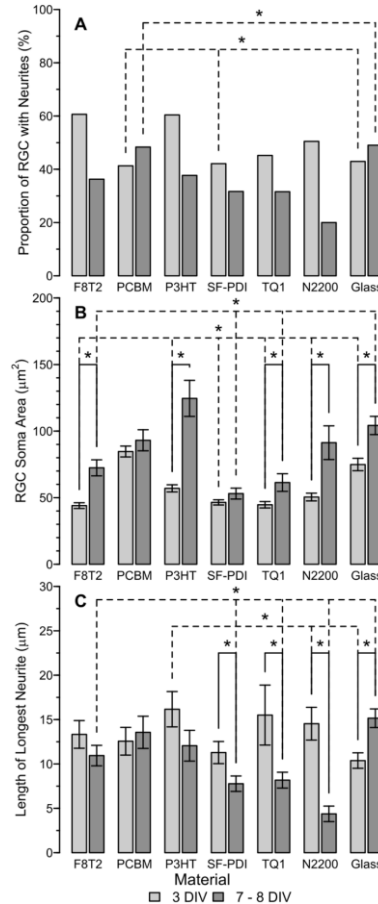 A
*
*
Proportion of RGC with Neurites (%)
100
80
60
40
20
0
F8T2 PCBM P3HT SF-PDI TQ1 N2200 Glass
B
*
*
* * * * *
RGC Soma Area (µm²)
200
150
100
50
0
F8T2 PCBM P3HT SF-PDI TQ1 N2200 Glass
C
*
*
* * * *
Length of Longest Neurite (µm)
30
25
20
15
10
5
0
F8T2 PCBM P3HT SF-PDI TQ1 N2200 Glass
Material
3 DIV 7 - 8 DIV